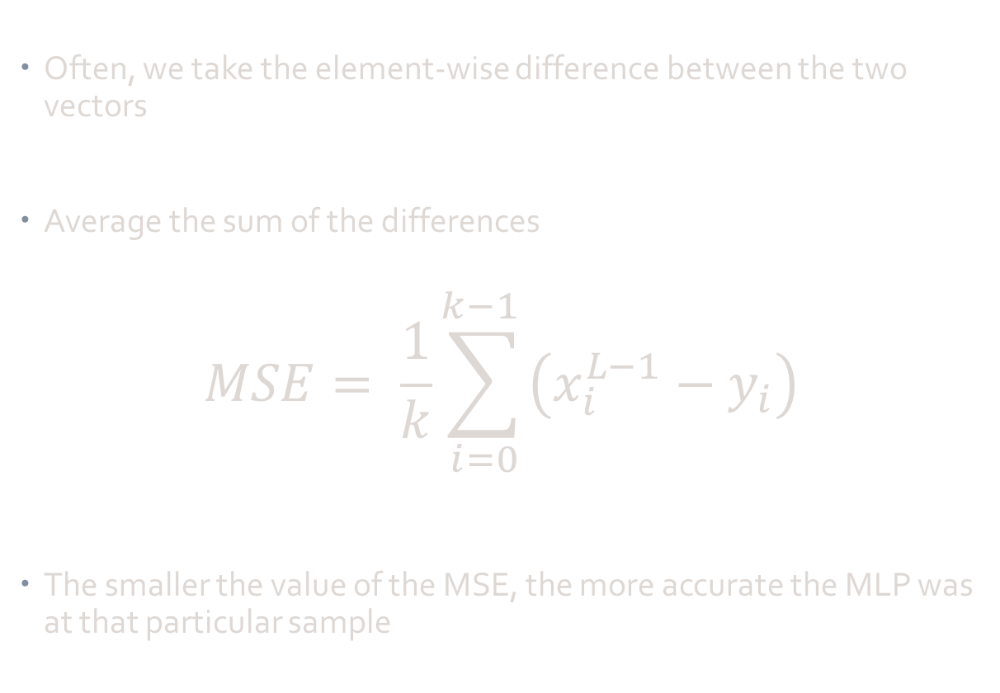 • Often, we take the element-wise difference between the two
vectors
• Average the sum of the differences
MSE = \frac{1}{k} \sum_{i=0}^{k-1} (x_i^{L-1} − y_i)
• The smaller the value of the MSE, the more accurate the MLP was
at that particular sample